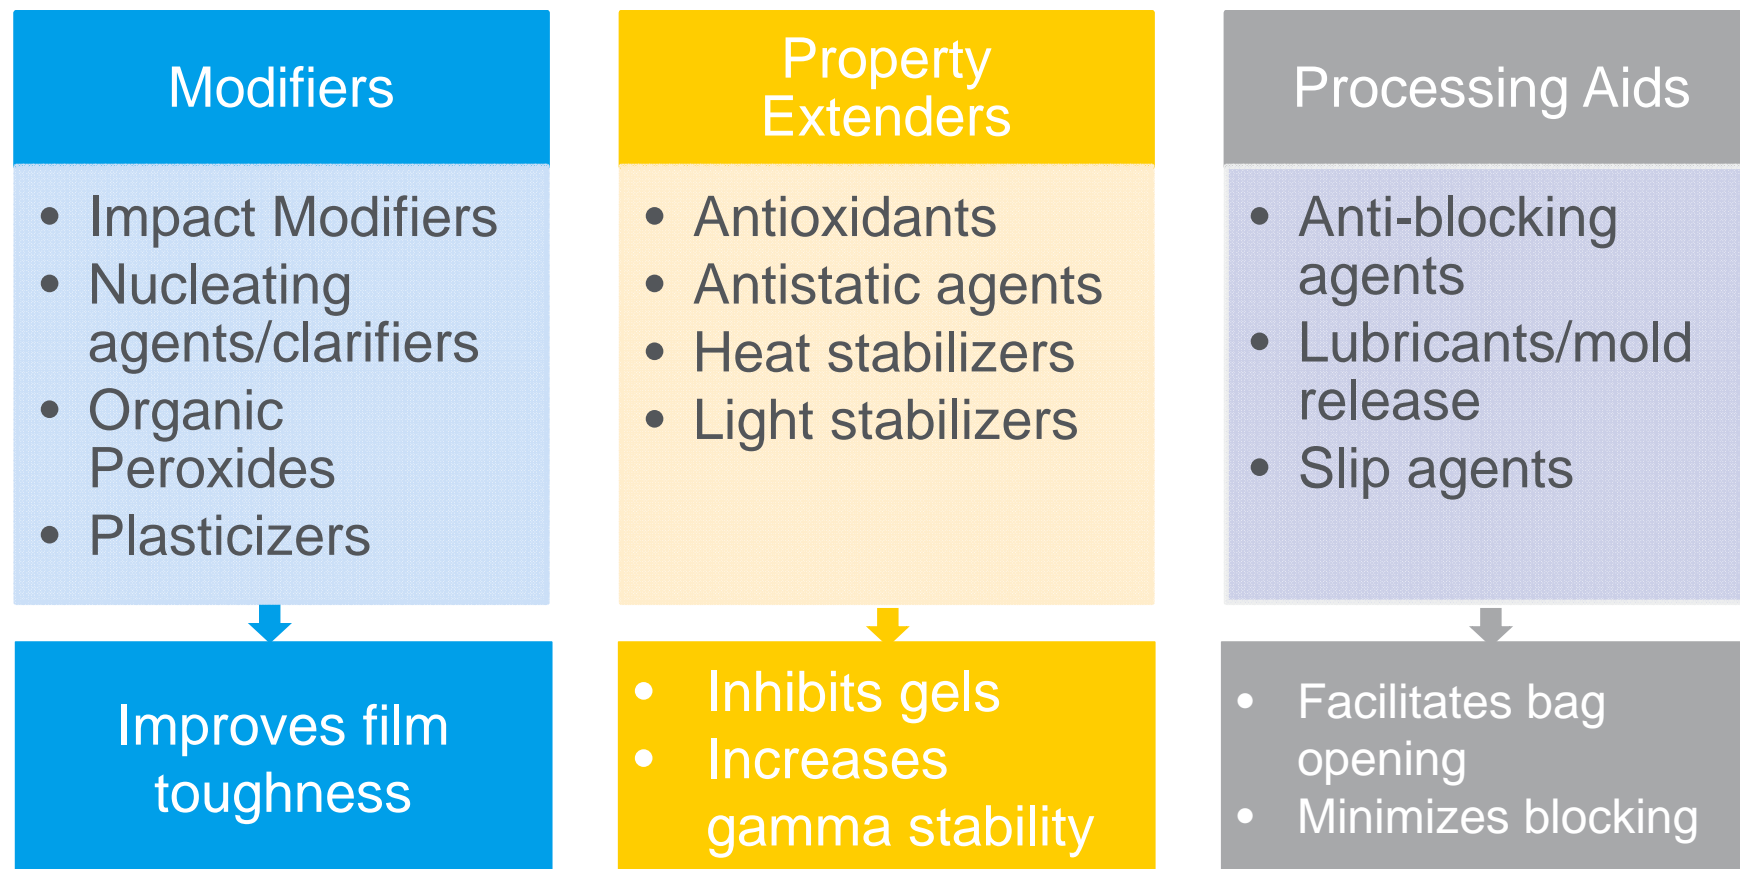 Modifiers
• Impact Modifiers
• Nucleating
agents/clarifiers
• Organic
Peroxides
• Plasticizers
Improves film
toughness
Property
Extenders
• Antioxidants
• Antistatic agents
• Heat stabilizers
• Light stabilizers
• Inhibits gels
• Increases
gamma stability
Processing Aids
• Anti-blocking
agents
• Lubricants/mold
release
• Slip agents
• Facilitates bag
opening
• Minimizes blocking